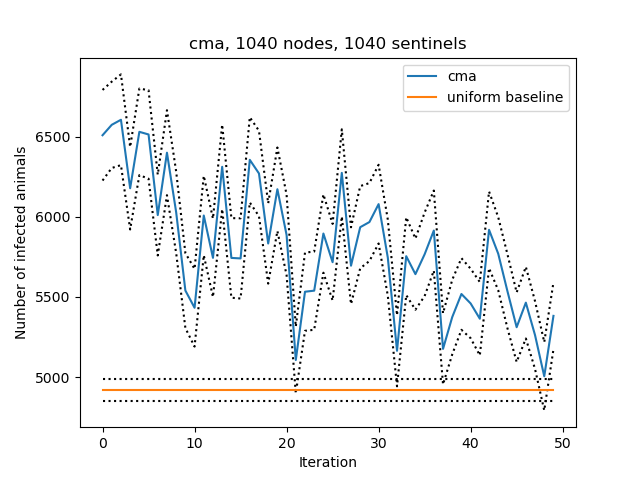 cma, 1040 nodes, 1040 sentinels
cma
uniform baseline
Number of infected animals
6500
6000
5500
5000
0 10 20 30 40 50
Iteration